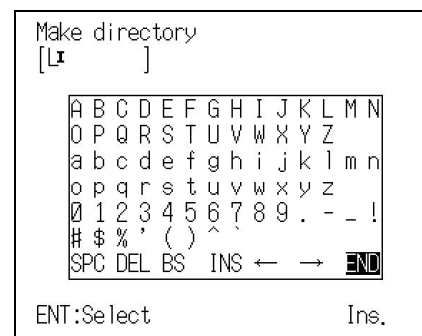 Make directory
[LI ]
A B C D E F G H I J K L M N
O P Q R S T U V W X Y Z
a b c d e f g h i j k l m n
o p q r s t u v w x y z
0 1 2 3 4 5 6 7 8 9 . - _ !
# $ % ' ( ) ^ `
SPC DEL BS INS ← → END
ENT:Select Ins.